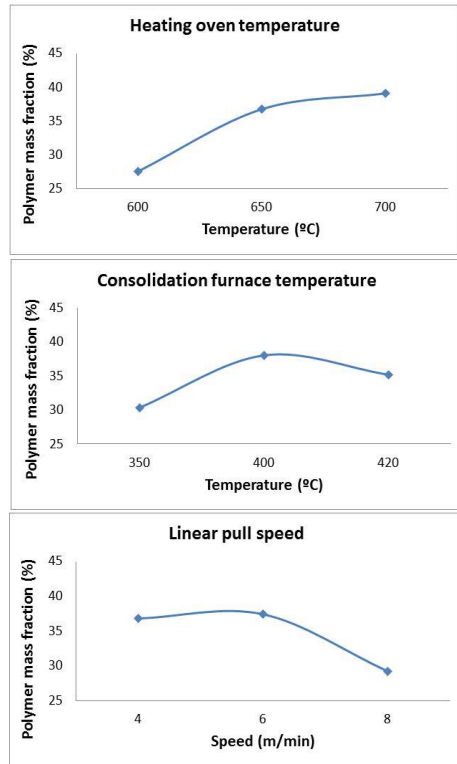 Heating oven temperature
Polymer mass fraction (%)
45
40
35
30
25
600 650 700
Temperature (ºC)
Consolidation furnace temperature
Polymer mass fraction (%)
45
40
35
30
25
350 400 420
Temperature (ºC)
Linear pull speed
Polymer mass fraction (%)
45
40
35
30
25
4 6 8
Speed (m/min)